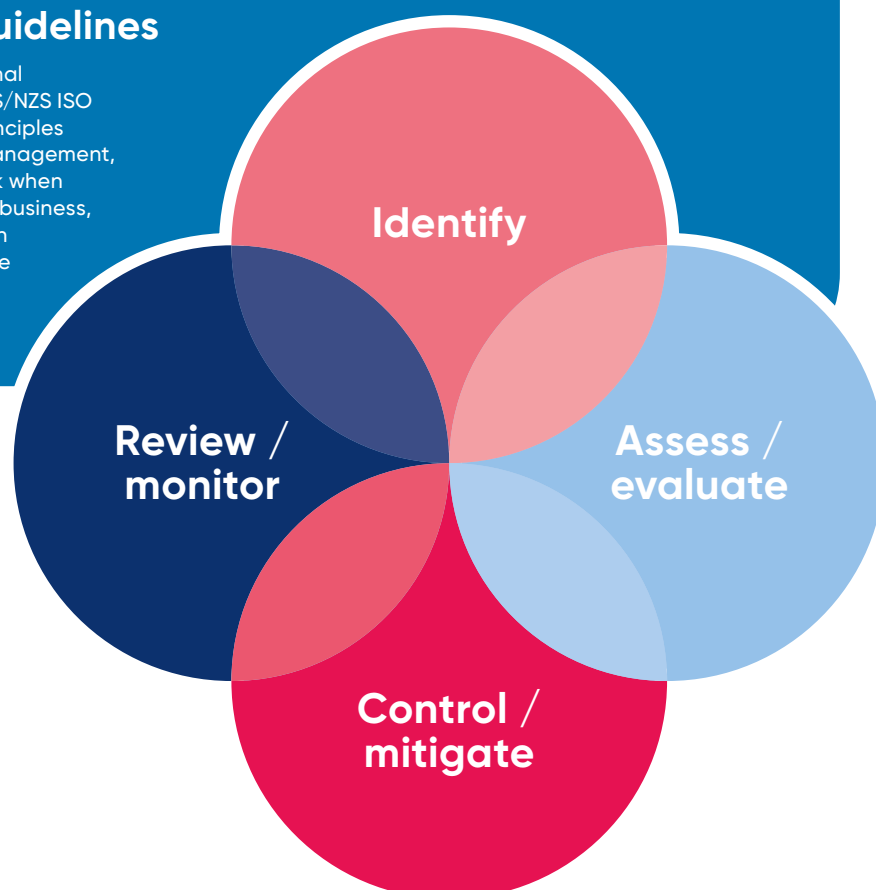 uidelines
nal
S/NZS ISO
nciples
anagement,
k when
business,
n
e
Identify
Review /
monitor
Assess /
evaluate
Control /
mitigate